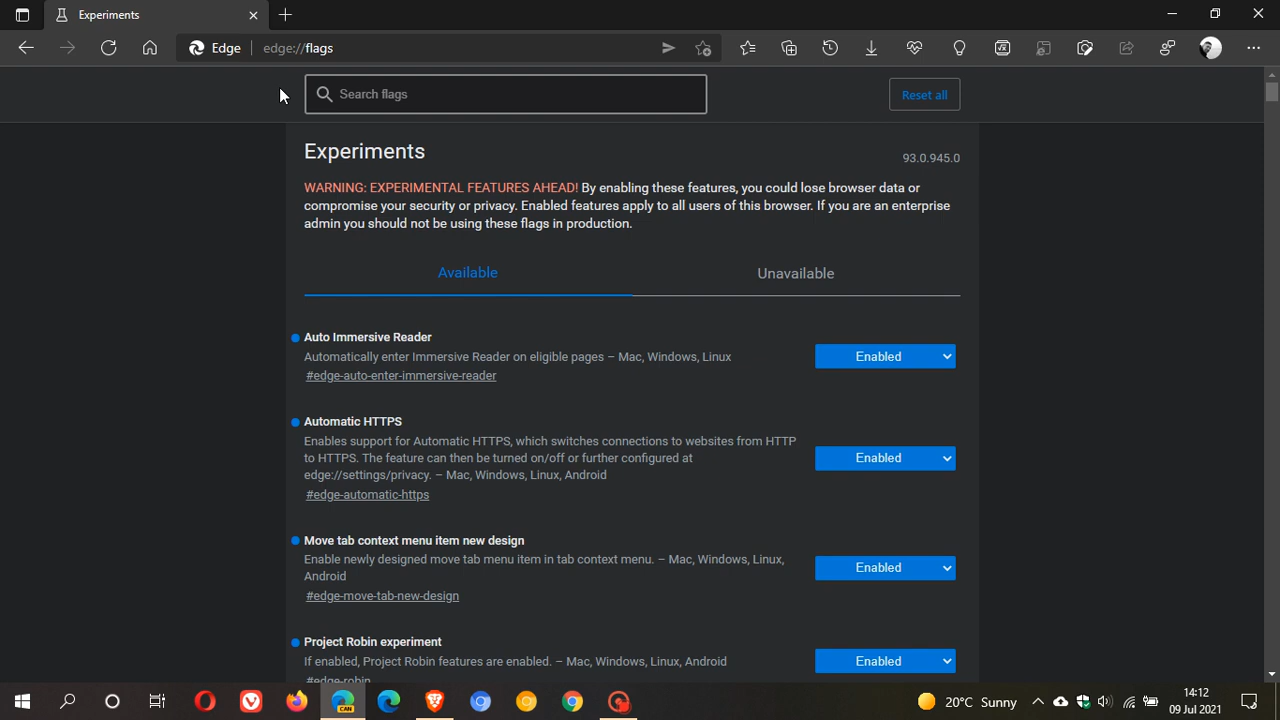 Experiments
Edge
edge://flags
Search flags
Reset all
Experiments
93.0.945.0
WARNING: EXPERIMENTAL FEATURES AHEAD! By enabling these features, you could lose browser data or
compromise your security or privacy. Enabled features apply to all users of this browser. If you are an enterprise
admin you should not be using these flags in production.
Available
Unavailable
Auto Immersive Reader
Automatically enter Immersive Reader on eligible pages – Mac, Windows, Linux
#edge-auto-enter-immersive-reader
Enabled
Automatic HTTPS
Enables support for Automatic HTTPS, which switches connections to websites from HTTP
to HTTPS. The feature can then be turned on/off or further configured at
edge://settings/privacy. – Mac, Windows, Linux, Android
#edge-automatic-https
Enabled
Move tab context menu item new design
Enable newly designed move tab menu item in tab context menu. – Mac, Windows, Linux,
Android
#edge-move-tab-new-design
Enabled
Project Robin experiment
If enabled, Project Robin features are enabled. – Mac, Windows, Linux, Android
#edge-robin
Enabled
CAN
20°C Sunny
14:12
09 Jul 2021